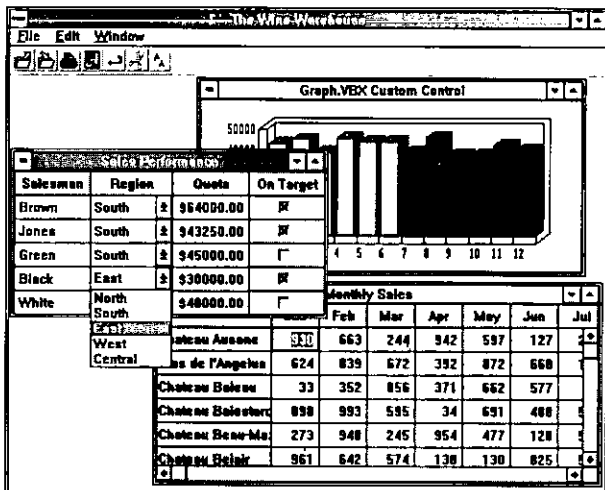 The Wine Warehouse
File Edit Window
Graph.VBX Custom Control
50000
4 5 6 7 8 9 10 11 12
Sales Performance
Salesman Region Quota On Target
Brown South $64000.00
Jones South $43250.00
Green South $45000.00
Black East $30000.00
White $48000.00
North
South
East
West
Central
Monthly Sales
Feb Mar Apr May Jun Jul
Chateau Ausone 930 663 244 942 597 127
de l'Angelus 624 839 672 392 872 668
Chateau Baleau 33 352 856 371 662 577
Chateau 898 993 595 34 691 488
Chateau Beau-Ma 273 948 245 954 477 128
Chateau Belair 961 642 574 138 130 825